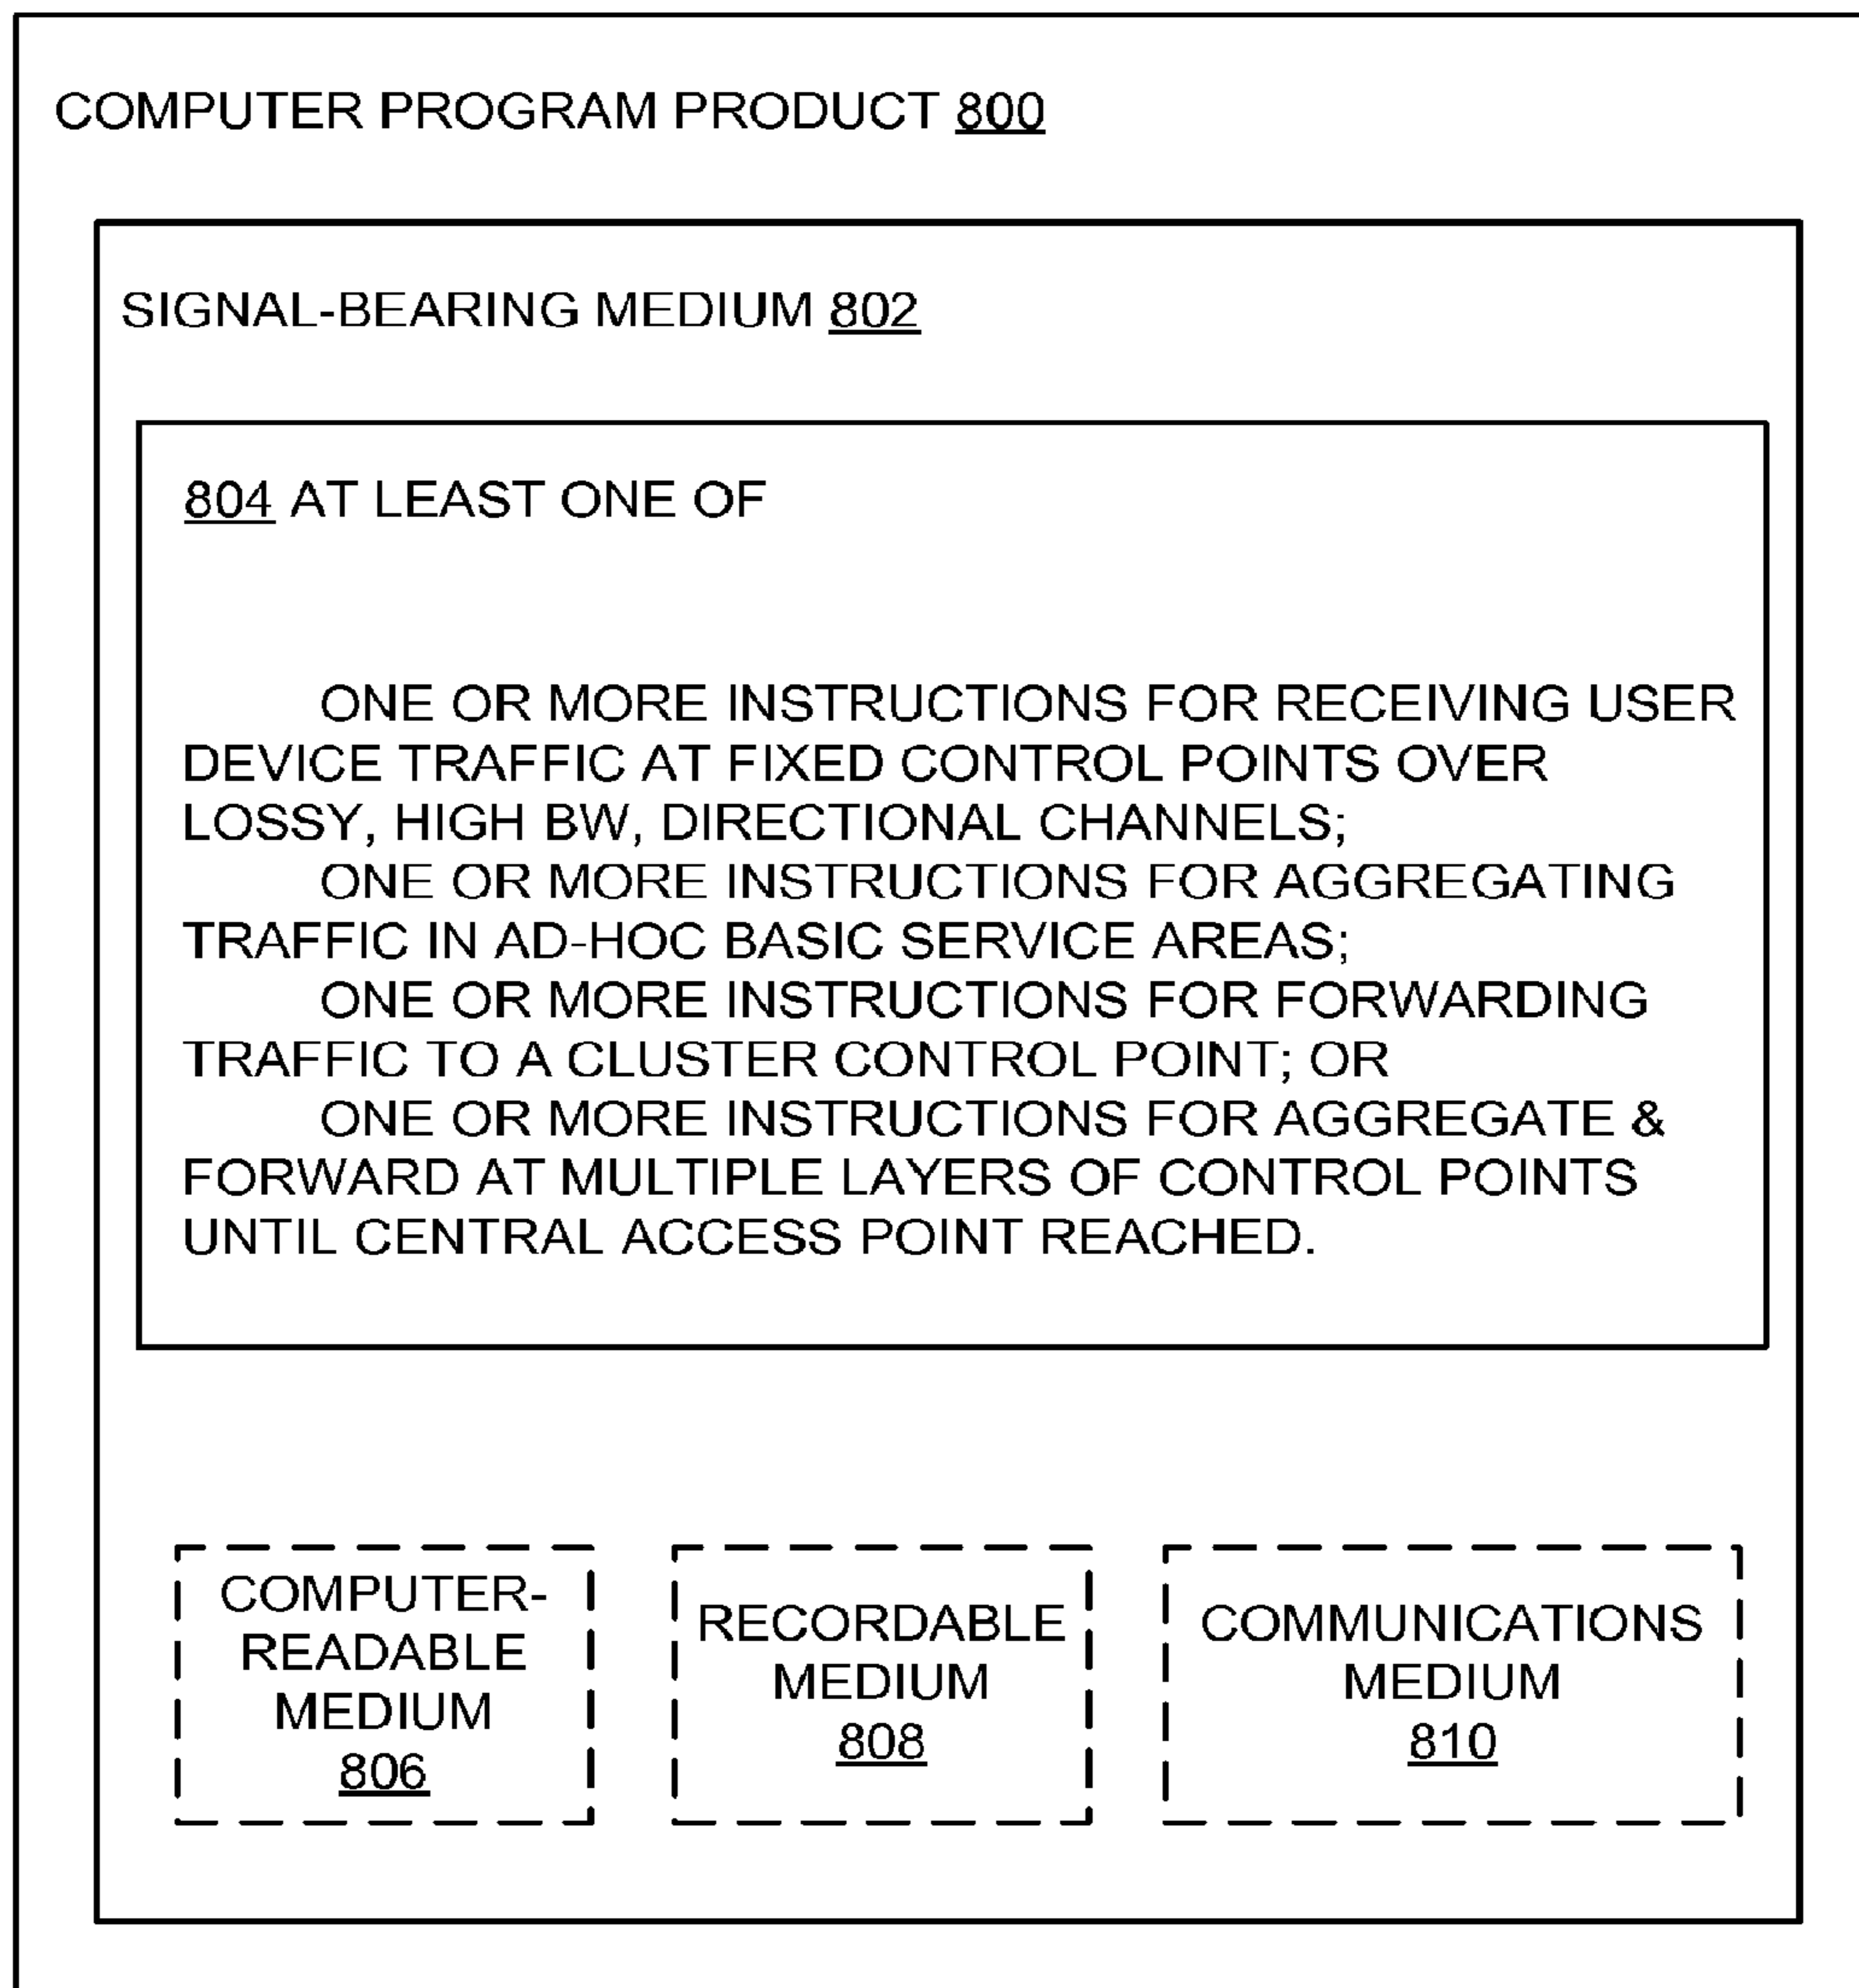 COMPUTER PROGRAM PRODUCT 800
SIGNAL-BEARING MEDIUM 802
804 AT LEAST ONE OF
ONE OR MORE INSTRUCTIONS FOR RECEIVING USER
DEVICE TRAFFIC AT FIXED CONTROL POINTS OVER
LOSSY, HIGH BW, DIRECTIONAL CHANNELS;
ONE OR MORE INSTRUCTIONS FOR AGGREGATING
TRAFFIC IN AD-HOC BASIC SERVICE AREAS;
ONE OR MORE INSTRUCTIONS FOR FORWARDING
TRAFFIC TO A CLUSTER CONTROL POINT; OR
ONE OR MORE INSTRUCTIONS FOR AGGREGATE &
FORWARD AT MULTIPLE LAYERS OF CONTROL POINTS
UNTIL CENTRAL ACCESS POINT REACHED.
COMPUTER-
READABLE
MEDIUM
806
RECORDABLE
MEDIUM
808
COMMUNICATIONS
MEDIUM
810